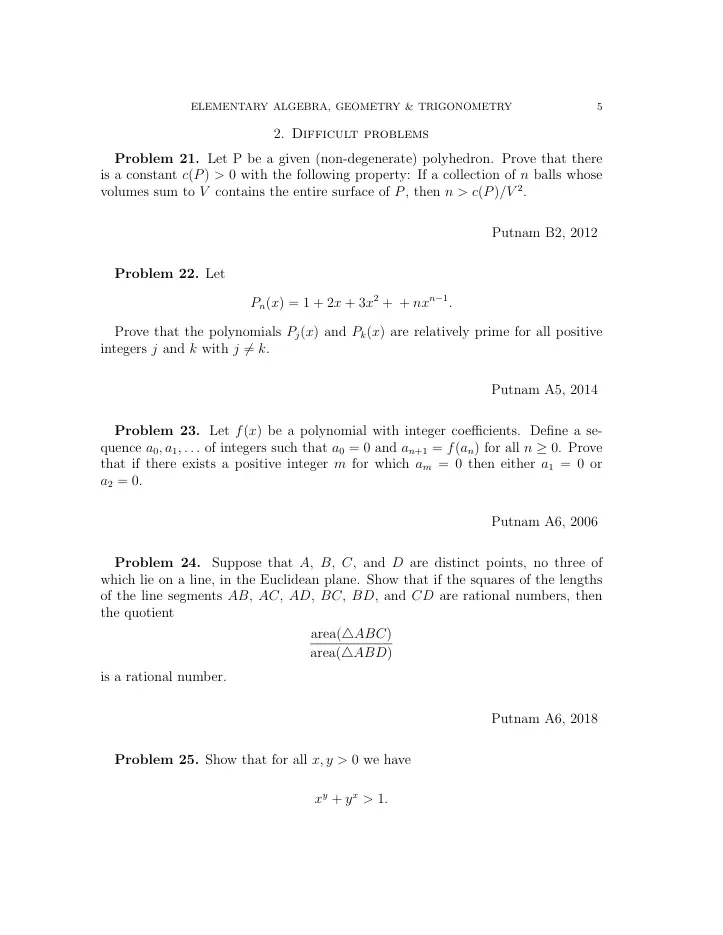 ELEMENTARY ALGEBRA, GEOMETRY & TRIGONOMETRY 5
2. Difficult problems
Problem 21. Let P be a given (non-degenerate) polyhedron. Prove that there
is a constant c(P) > 0 with the following property: If a collection of n balls whose
volumes sum to V contains the entire surface of P, then n > c(P)/V².
Putnam B2, 2012
Problem 22. Let
Pₙ(x) = 1 + 2x + 3x² + + nxⁿ⁻¹.
Prove that the polynomials Pⱼ(x) and Pₖ(x) are relatively prime for all positive
integers j and k with j ≠ k.
Putnam A5, 2014
Problem 23. Let f(x) be a polynomial with integer coefficients. Define a se-
quence a₀, a₁, . . . of integers such that a₀ = 0 and aₙ₊₁ = f(aₙ) for all n ≥ 0. Prove
that if there exists a positive integer m for which aₘ = 0 then either a₁ = 0 or
a₂ = 0.
Putnam A6, 2006
Problem 24. Suppose that A, B, C, and D are distinct points, no three of
which lie on a line, in the Euclidean plane. Show that if the squares of the lengths
of the line segments AB, AC, AD, BC, BD, and CD are rational numbers, then
the quotient
area(△ABC)
area(△ABD)
is a rational number.
Putnam A6, 2018
Problem 25. Show that for all x, y > 0 we have
xʸ + yˣ > 1.